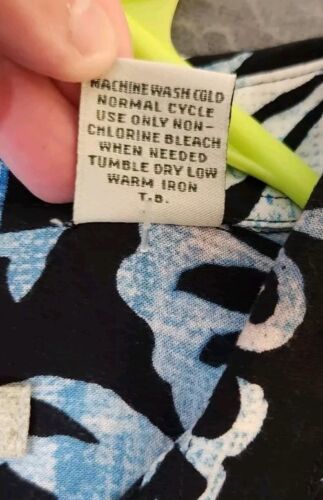 MACHINE WASH COLD
NORMAL CYCLE
USE ONLY NON-
CHLORINE BLEACH
WHEN NEEDED
TUMBLE DRY LOW
WARM IRON
T.B.